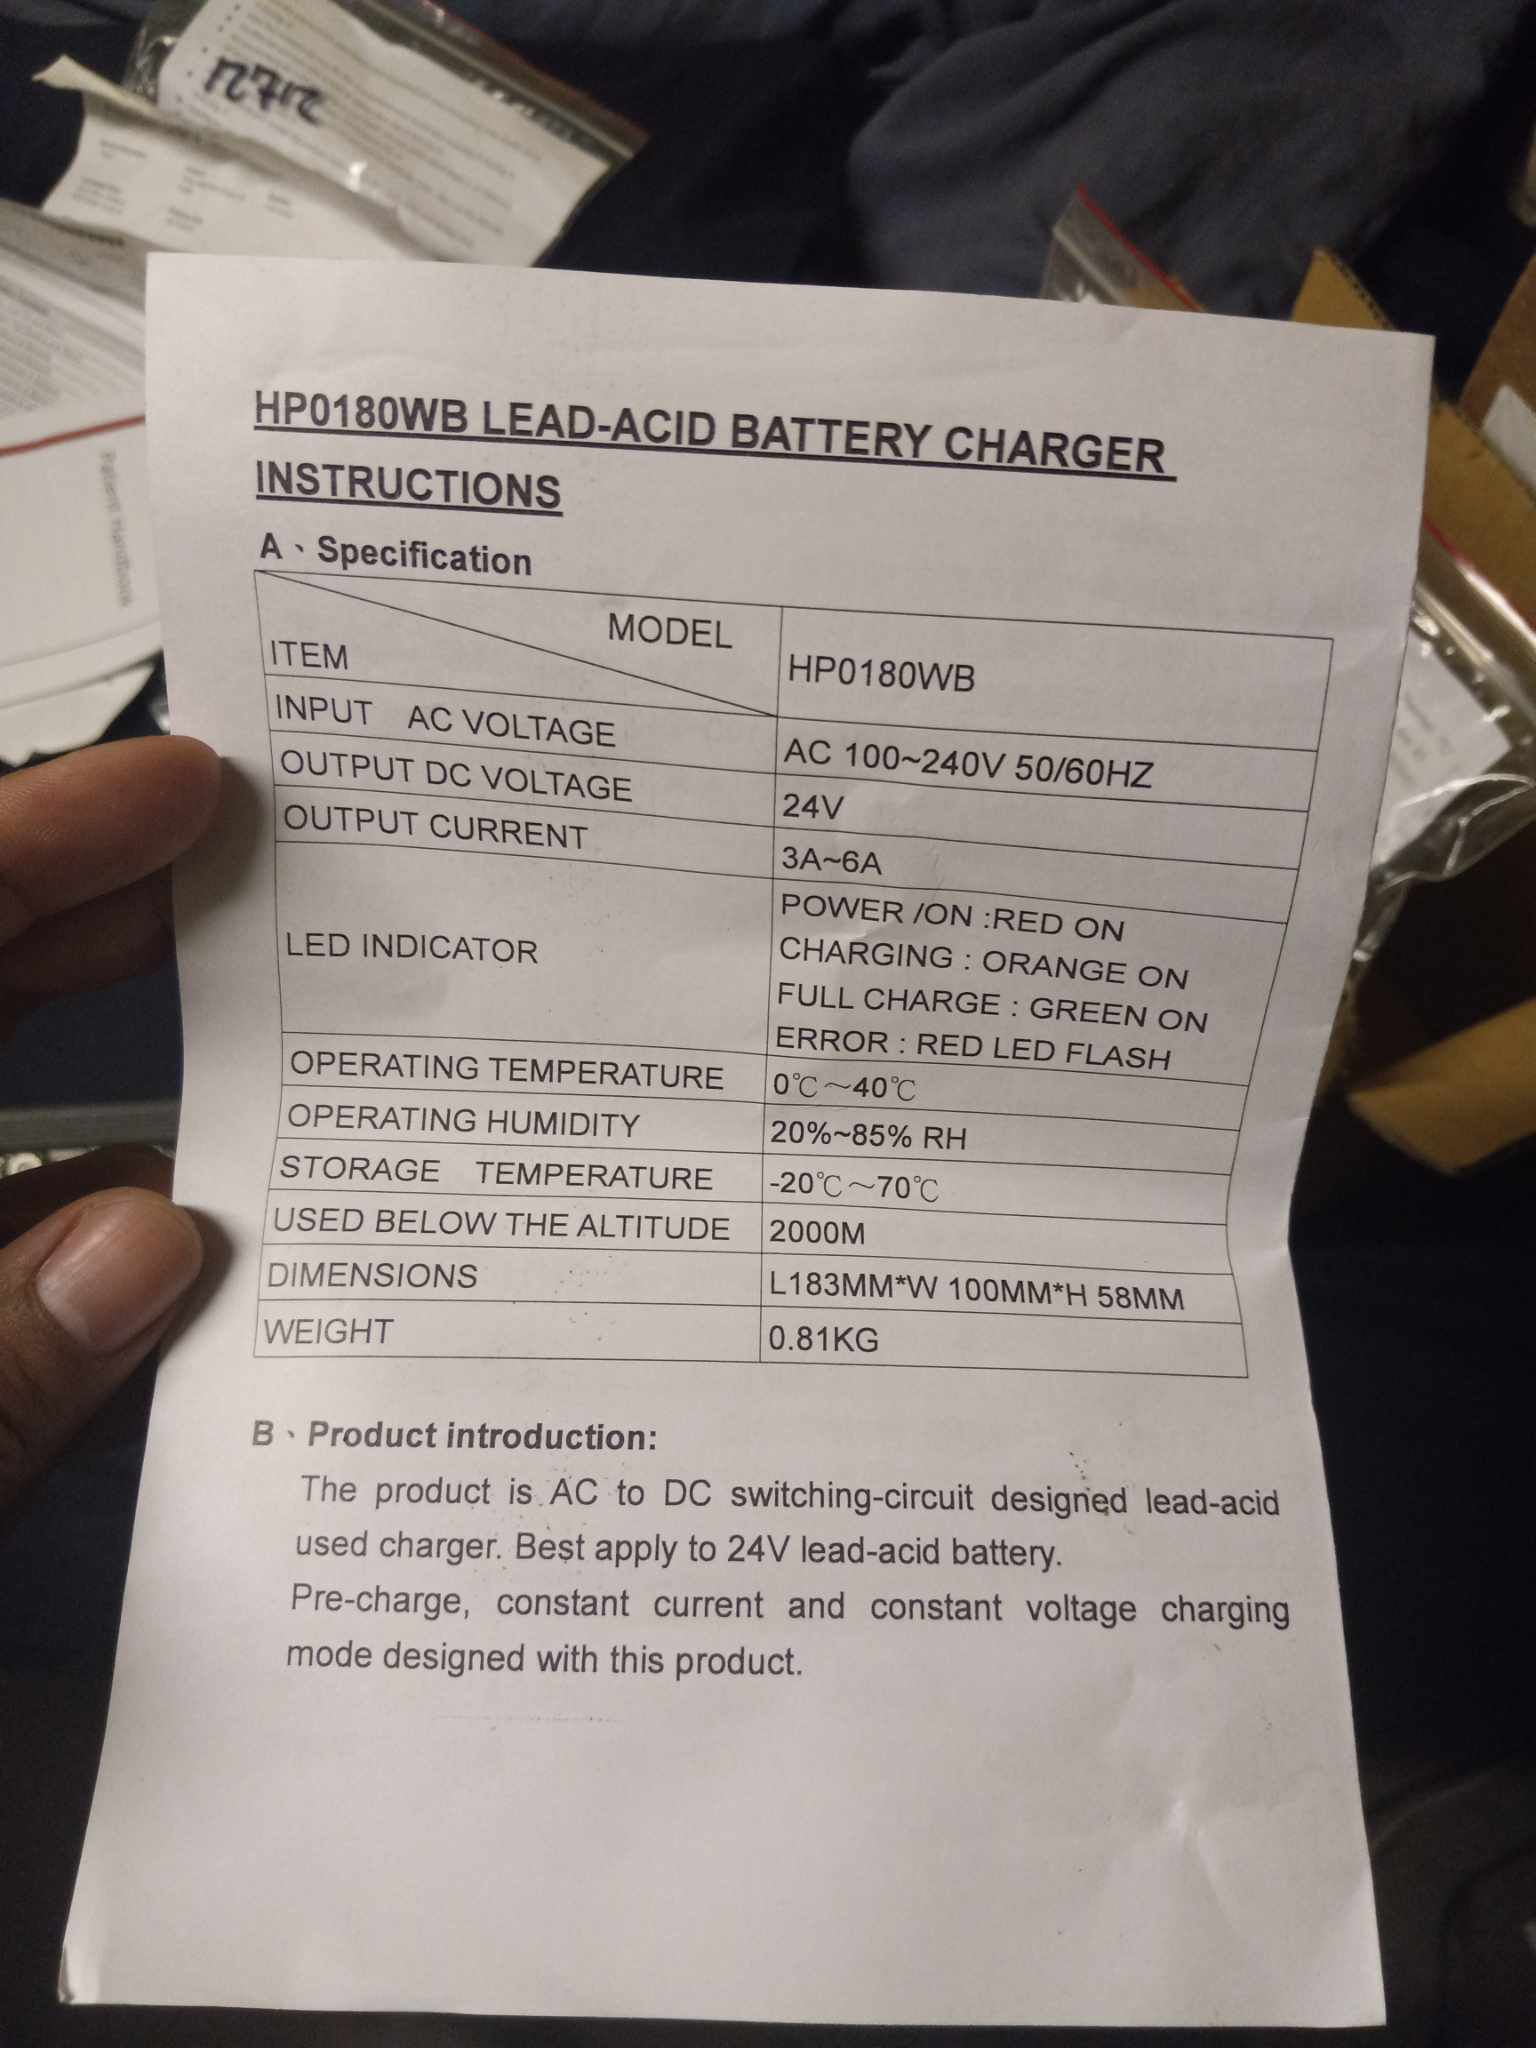 12712
Patient Handbook
HP0180WB LEAD-ACID BATTERY CHARGER
INSTRUCTIONS
A、Specification
MODEL
ITEM
HP0180WB
INPUT AC VOLTAGE AC 100~240V 50/60HZ
OUTPUT DC VOLTAGE 24V
OUTPUT CURRENT 3A~6A
LED INDICATOR
POWER /ON :RED ON
CHARGING : ORANGE ON
FULL CHARGE : GREEN ON
ERROR : RED LED FLASH
OPERATING TEMPERATURE 0℃～40℃
OPERATING HUMIDITY 20%~85% RH
STORAGE TEMPERATURE -20℃～70℃
USED BELOW THE ALTITUDE 2000M
DIMENSIONS L183MM*W 100MM*H 58MM
WEIGHT 0.81KG
B、Product introduction:
The product is AC to DC switching-circuit designed lead-acid
used charger. Best apply to 24V lead-acid battery.
Pre-charge, constant current and constant voltage charging
mode designed with this product.